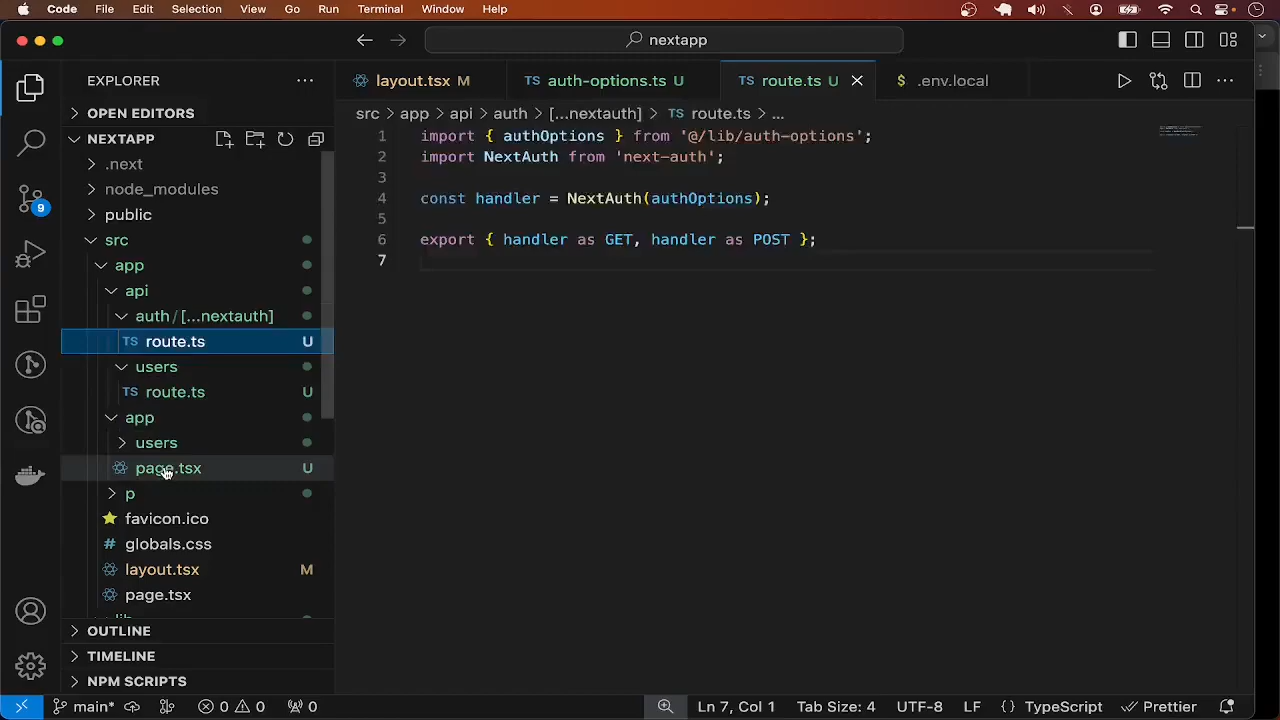 Code File Edit Selection View Go Run Terminal Window Help
nextapp
EXPLORER
layout.tsx M
auth-options.ts U
route.ts U
$ .env.local
OPEN EDITORS
src > app > api > auth > [...nextauth] > TS route.ts > ...
NEXTAPP
.next
node_modules
public
src
app
api
auth/[...nextauth]
TS route.ts U
users
TS route.ts U
app
users
page.tsx U
p
favicon.ico
# globals.css
layout.tsx M
page.tsx
OUTLINE
TIMELINE
NPM SCRIPTS
9
1 import { authOptions } from '@/lib/auth-options';
2 import NextAuth from 'next-auth';
3
4 const handler = NextAuth(authOptions);
5
6 export { handler as GET, handler as POST };
7
main* 0 0 0 Ln 7, Col 1 Tab Size: 4 UTF-8 LF {} TypeScript Prettier